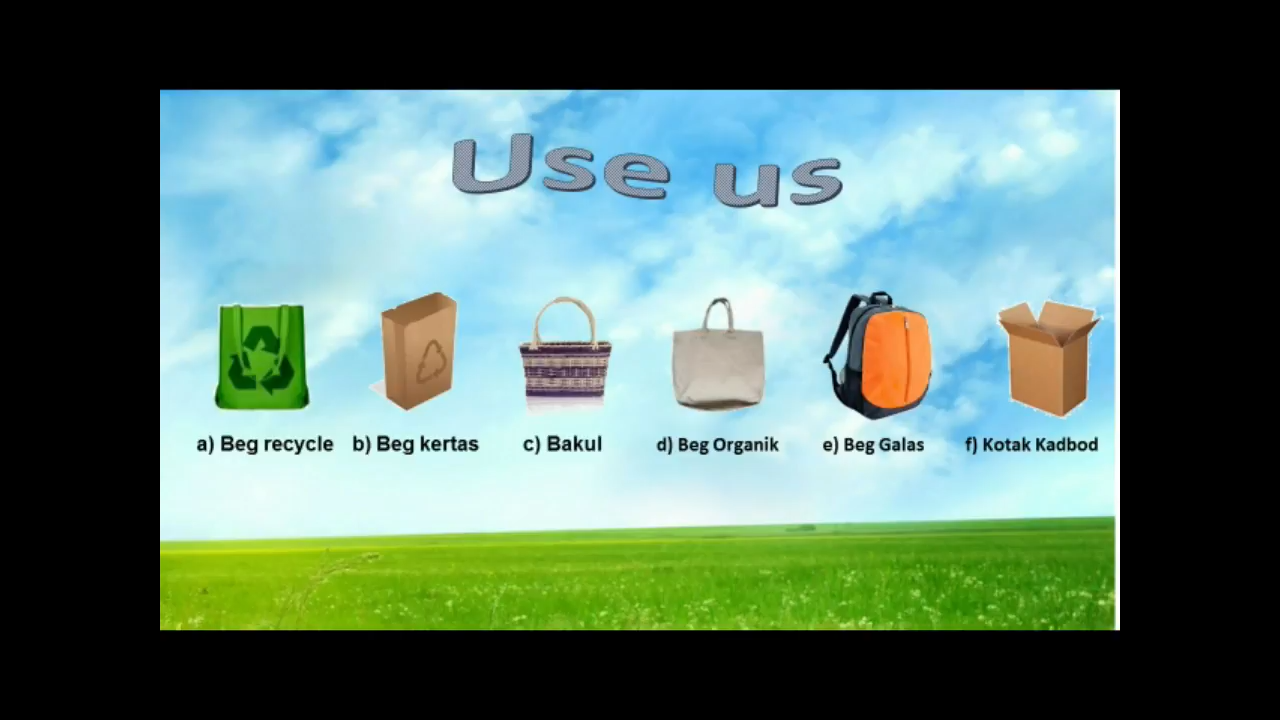 Use us
a) Beg recycle b) Beg kertas c) Bakul d) Beg Organik e) Beg Galas f) Kotak Kadbod